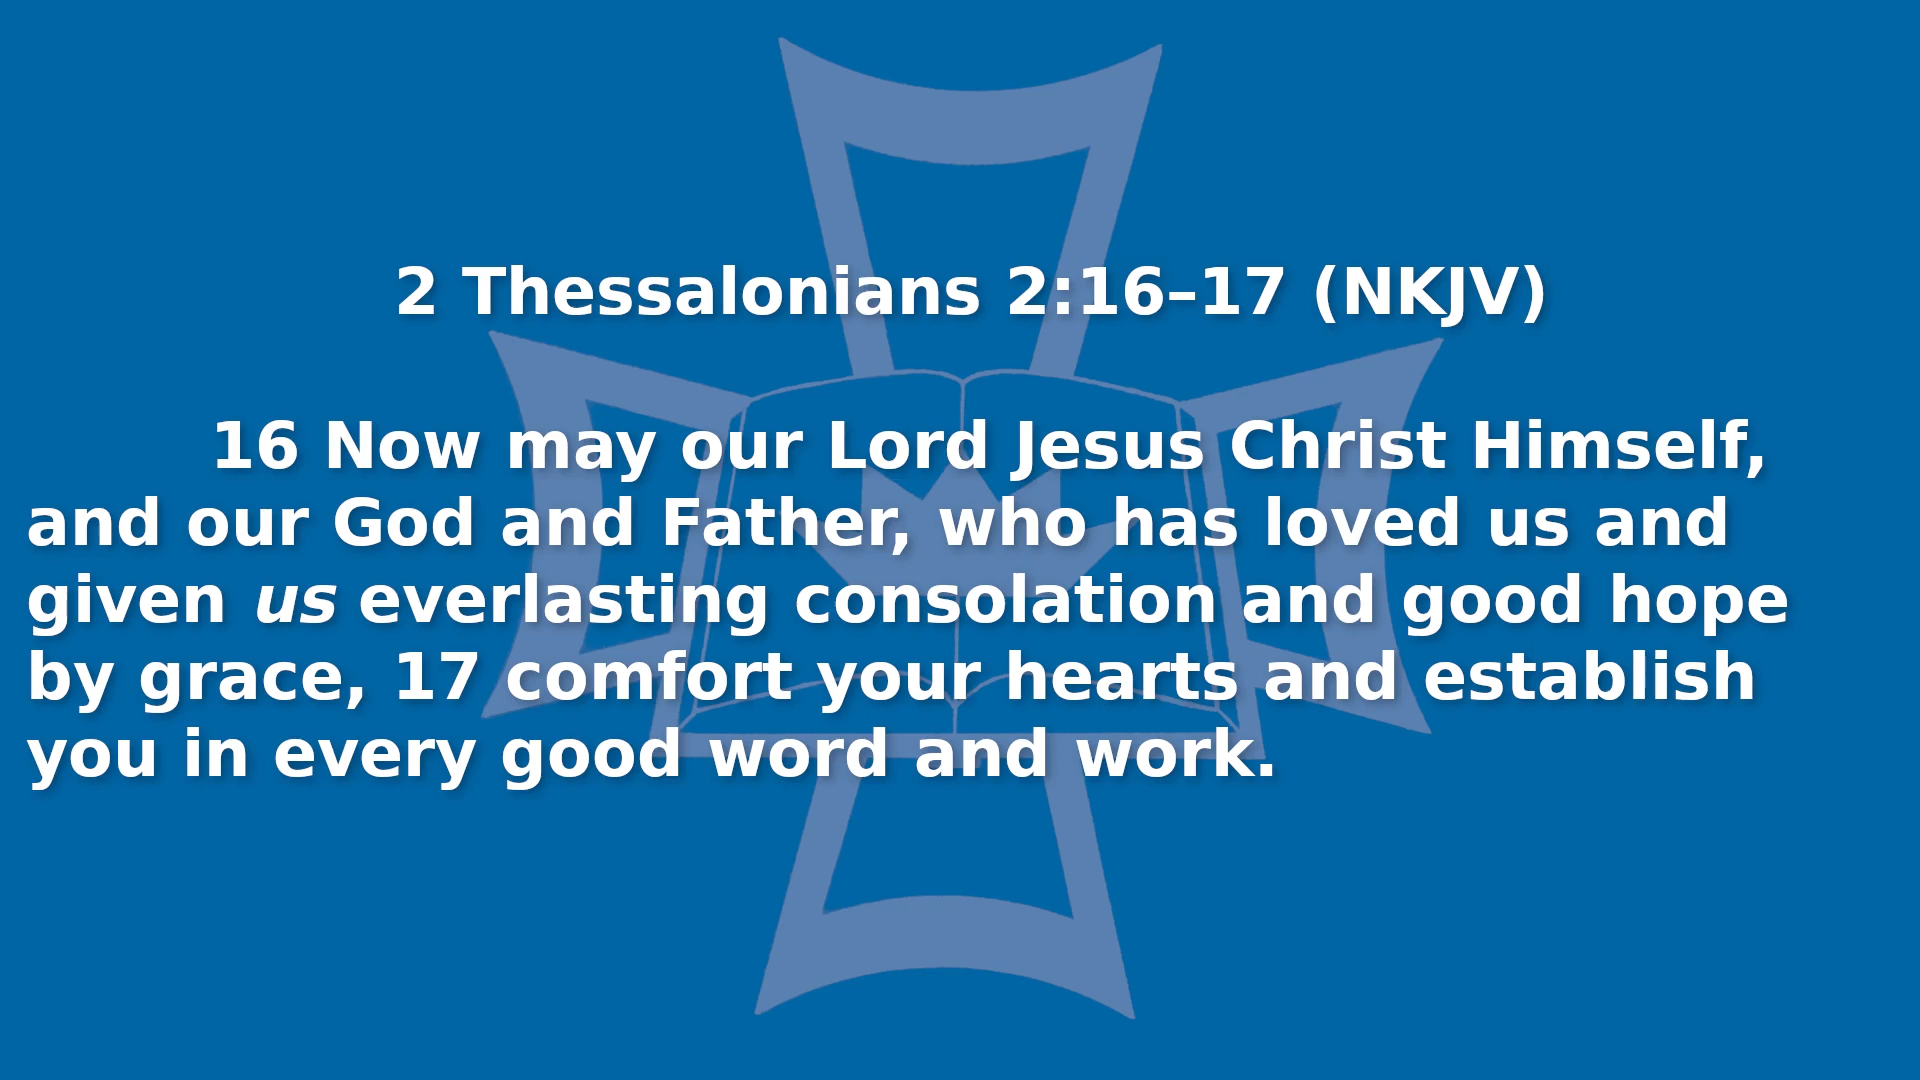 2 Thessalonians 2:16–17 (NKJV)
16 Now may our Lord Jesus Christ Himself,
and our God and Father, who has loved us and
given us everlasting consolation and good hope
by grace, 17 comfort your hearts and establish
you in every good word and work.